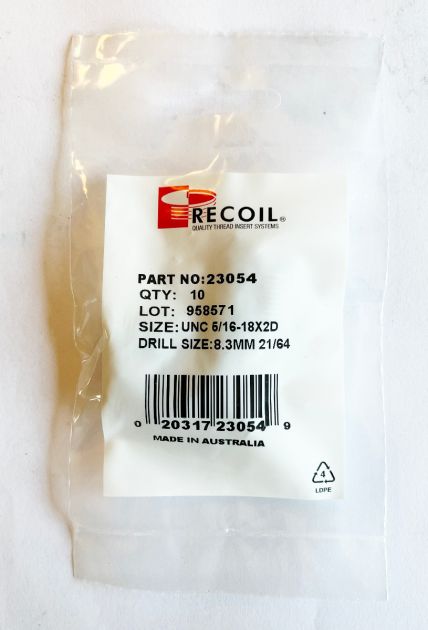 RECOIL®
QUALITY THREAD INSERT SYSTEMS
PART NO:23054
QTY: 10
LOT: 958571
SIZE: UNC 5/16-18X2D
DRILL SIZE:8.3MM 21/64
0 20317 23054 9
MADE IN AUSTRALIA
4
LDPE